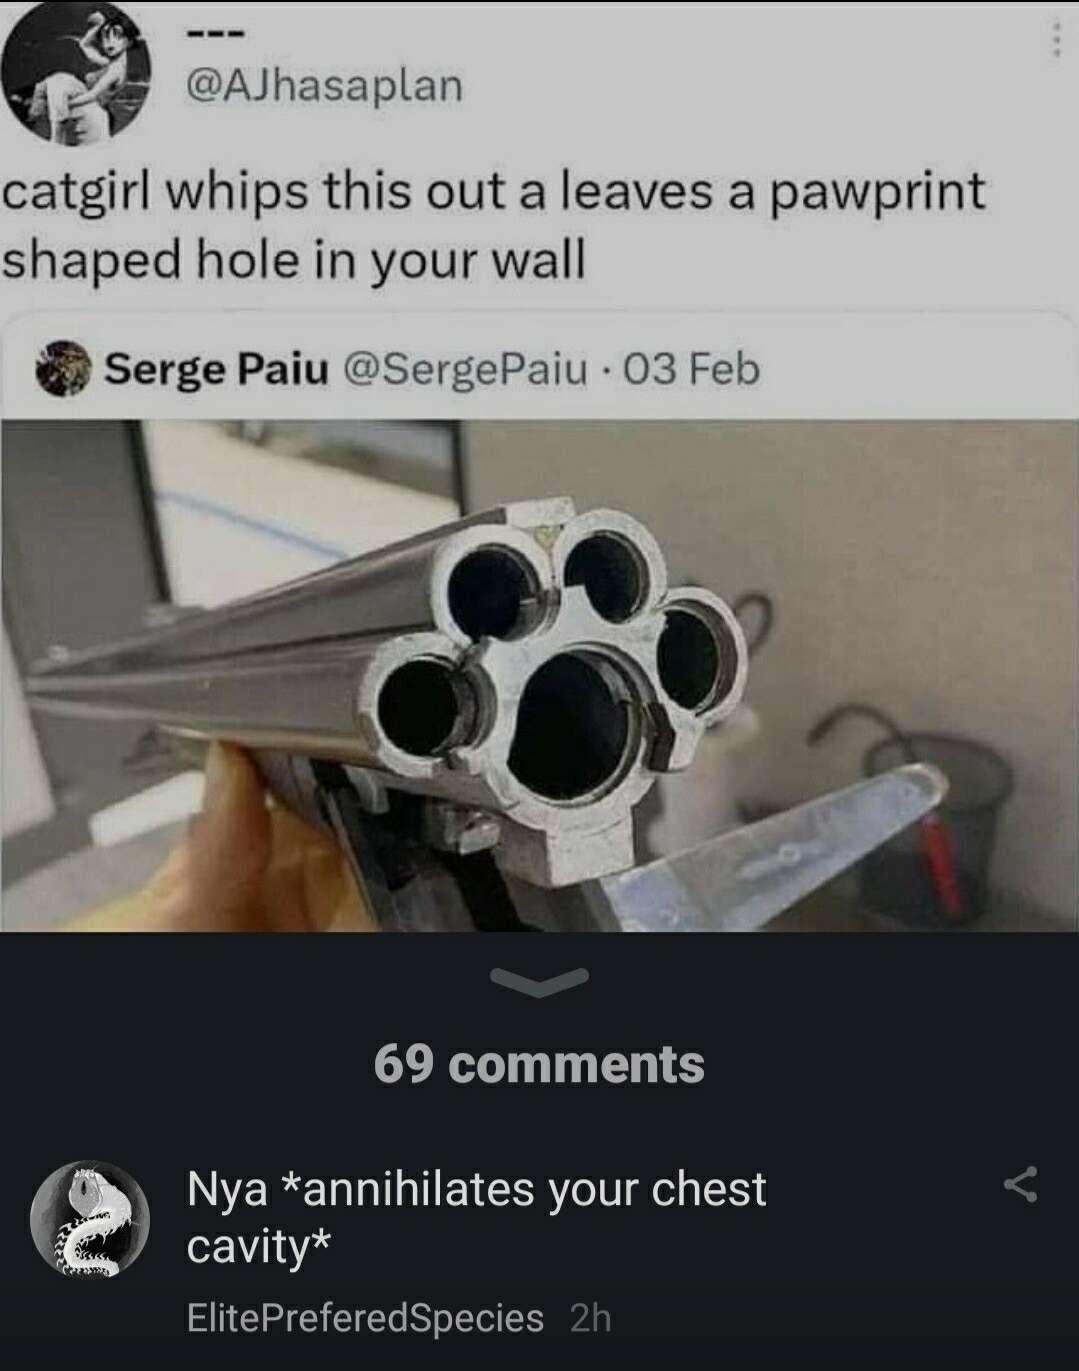 ---
@AJhasaplan
catgirl whips this out a leaves a pawprint
shaped hole in your wall
Serge Paiu @SergePaiu · 03 Feb
69 comments
Nya *annihilates your chest
cavity*
ElitePreferedSpecies 2h